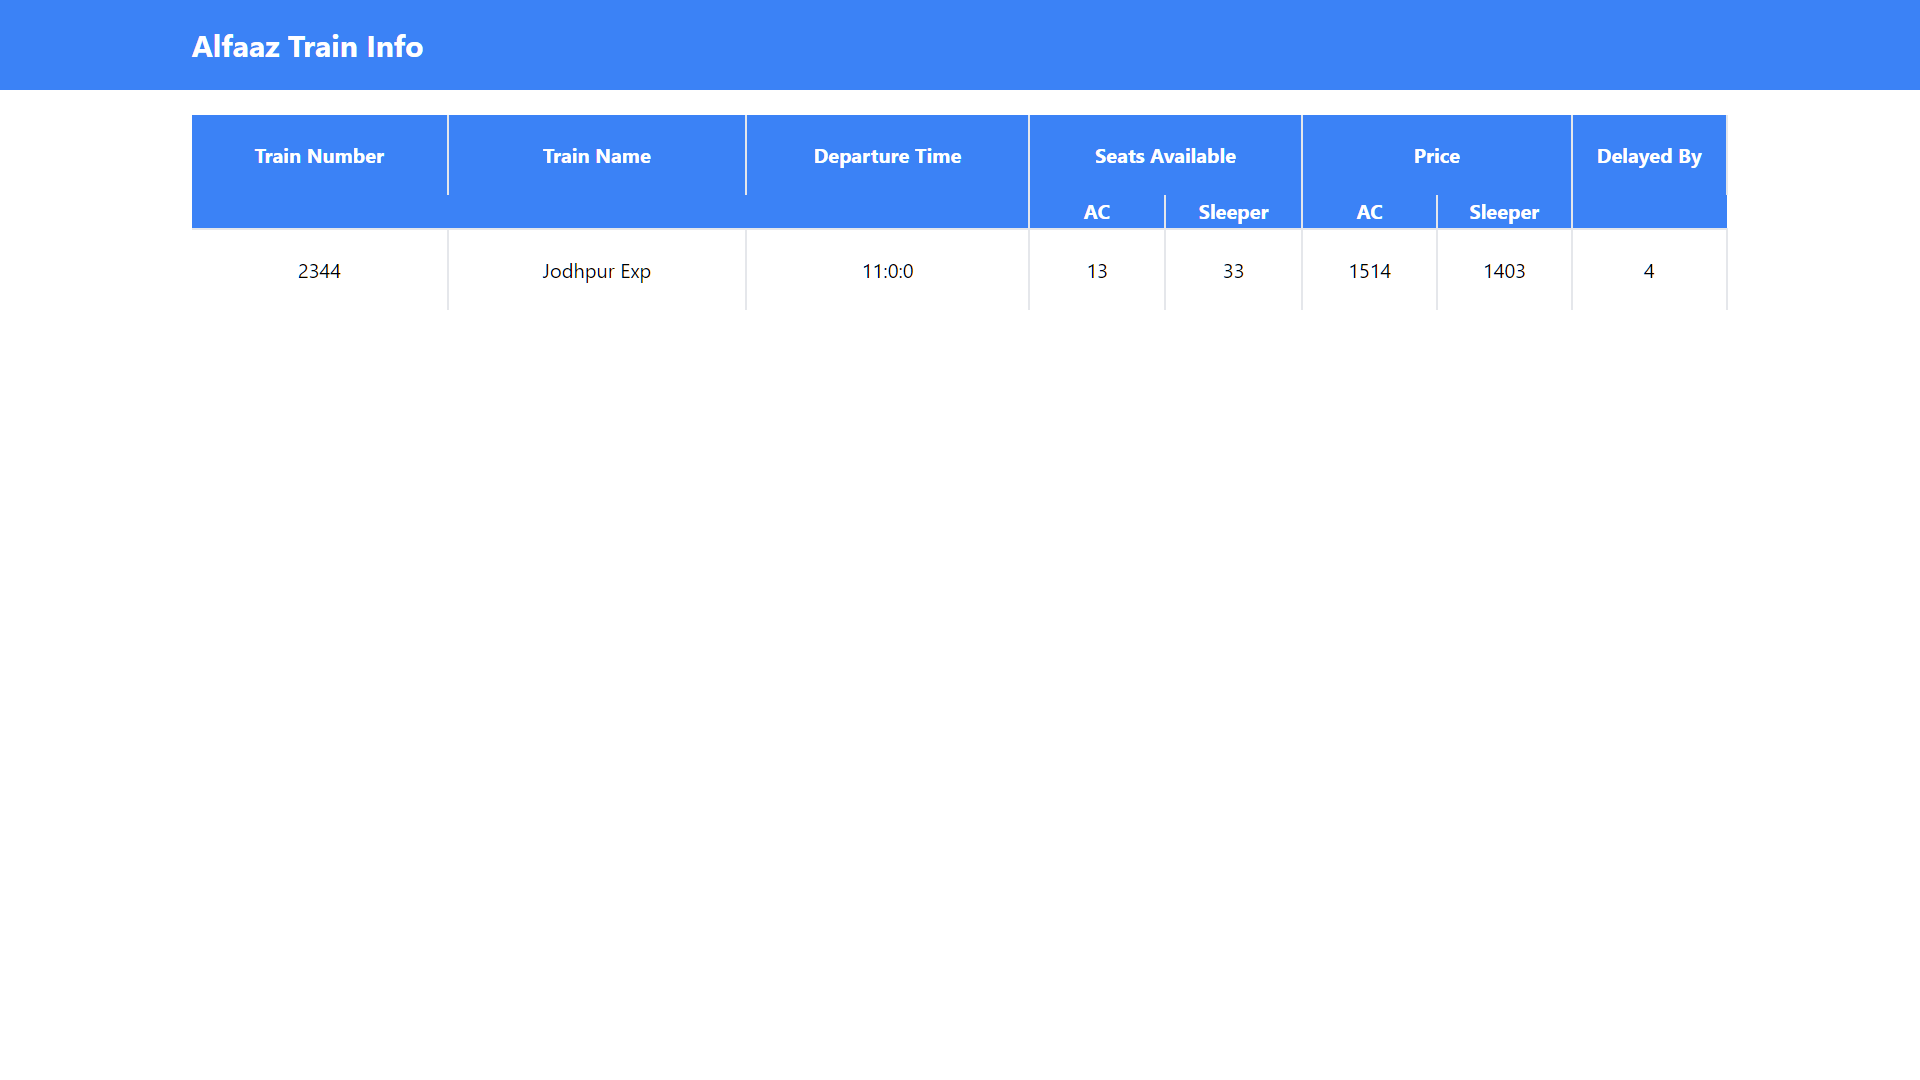 Alfaaz Train Info
Train Number Train Name Departure Time Seats Available Price Delayed By
AC Sleeper AC Sleeper
2344 Jodhpur Exp 11:0:0 13 33 1514 1403 4